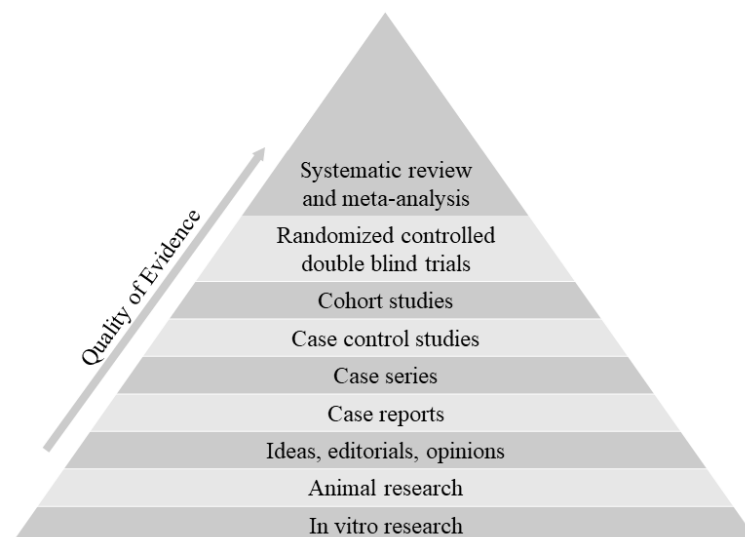 Systematic review
and meta-analysis
Randomized controlled
double blind trials
Cohort studies
Case control studies
Case series
Case reports
Ideas, editorials, opinions
Animal research
In vitro research
Quality of Evidence